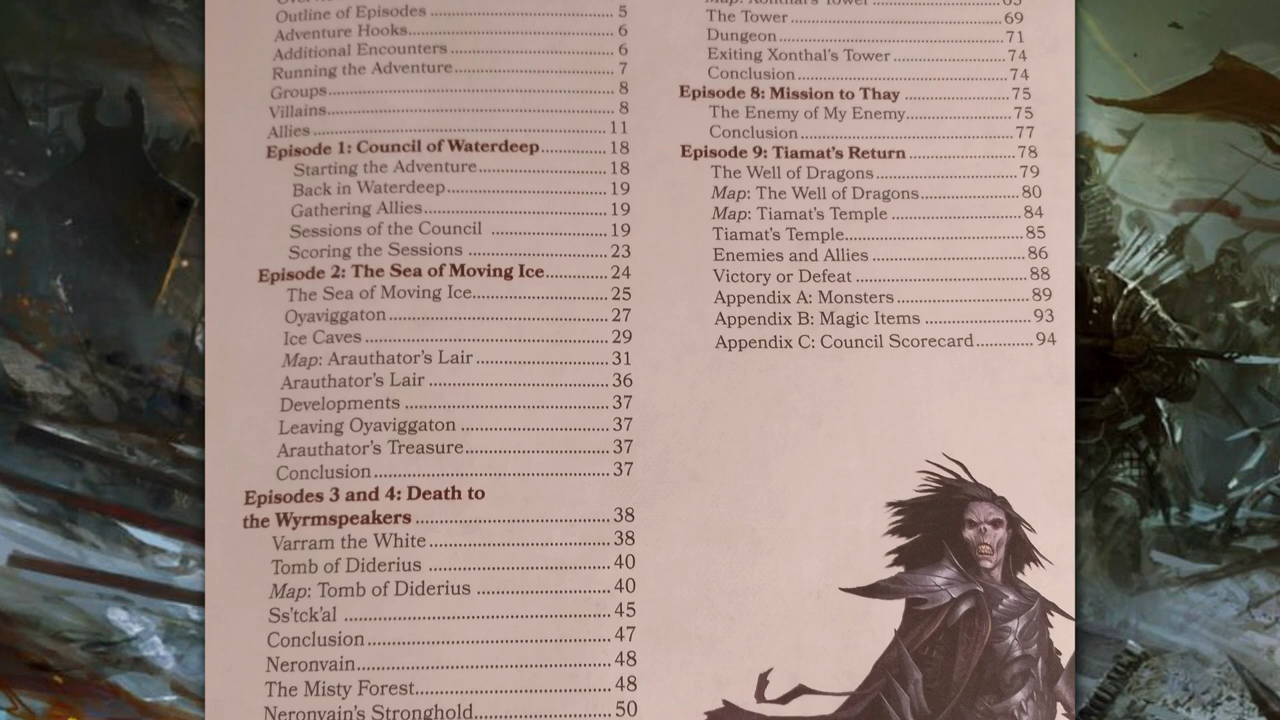 Outline of Episodes ........ 5
Adventure Hooks........ 6
Additional Encounters ........ 6
Running the Adventure........ 7
Groups........ 8
Villains........ 8
Allies ........ 11
Episode 1: Council of Waterdeep........ 18
Starting the Adventure........ 18
Back in Waterdeep........ 19
Gathering Allies........ 19
Sessions of the Council ........ 19
Scoring the Sessions ........ 23
Episode 2: The Sea of Moving Ice........ 24
The Sea of Moving Ice........ 25
Oyaviggaton ........ 27
Ice Caves ........ 29
Map: Arauthator's Lair ........ 31
Arauthator's Lair ........ 36
Developments ........ 37
Leaving Oyaviggaton ........ 37
Arauthator's Treasure........ 37
Conclusion ........ 37
Episodes 3 and 4: Death to
the Wyrmspeakers ........ 38
Varram the White ........ 38
Tomb of Diderius ........ 40
Map: Tomb of Diderius ........ 40
Ss'tck'al ........ 45
Conclusion ........ 47
Neronvain........ 48
The Misty Forest........ 48
Neronvain's Stronghold........ 50
Map: Xonthal's Tower ........ 65
The Tower ........ 69
Dungeon ........ 71
Exiting Xonthal's Tower ........ 74
Conclusion ........ 74
Episode 8: Mission to Thay ........ 75
The Enemy of My Enemy........ 75
Conclusion ........ 77
Episode 9: Tiamat's Return ........ 78
The Well of Dragons ........ 79
Map: The Well of Dragons........ 80
Map: Tiamat's Temple ........ 84
Tiamat's Temple........ 85
Enemies and Allies ........ 86
Victory or Defeat ........ 88
Appendix A: Monsters ........ 89
Appendix B: Magic Items ........ 93
Appendix C: Council Scorecard ........ 94